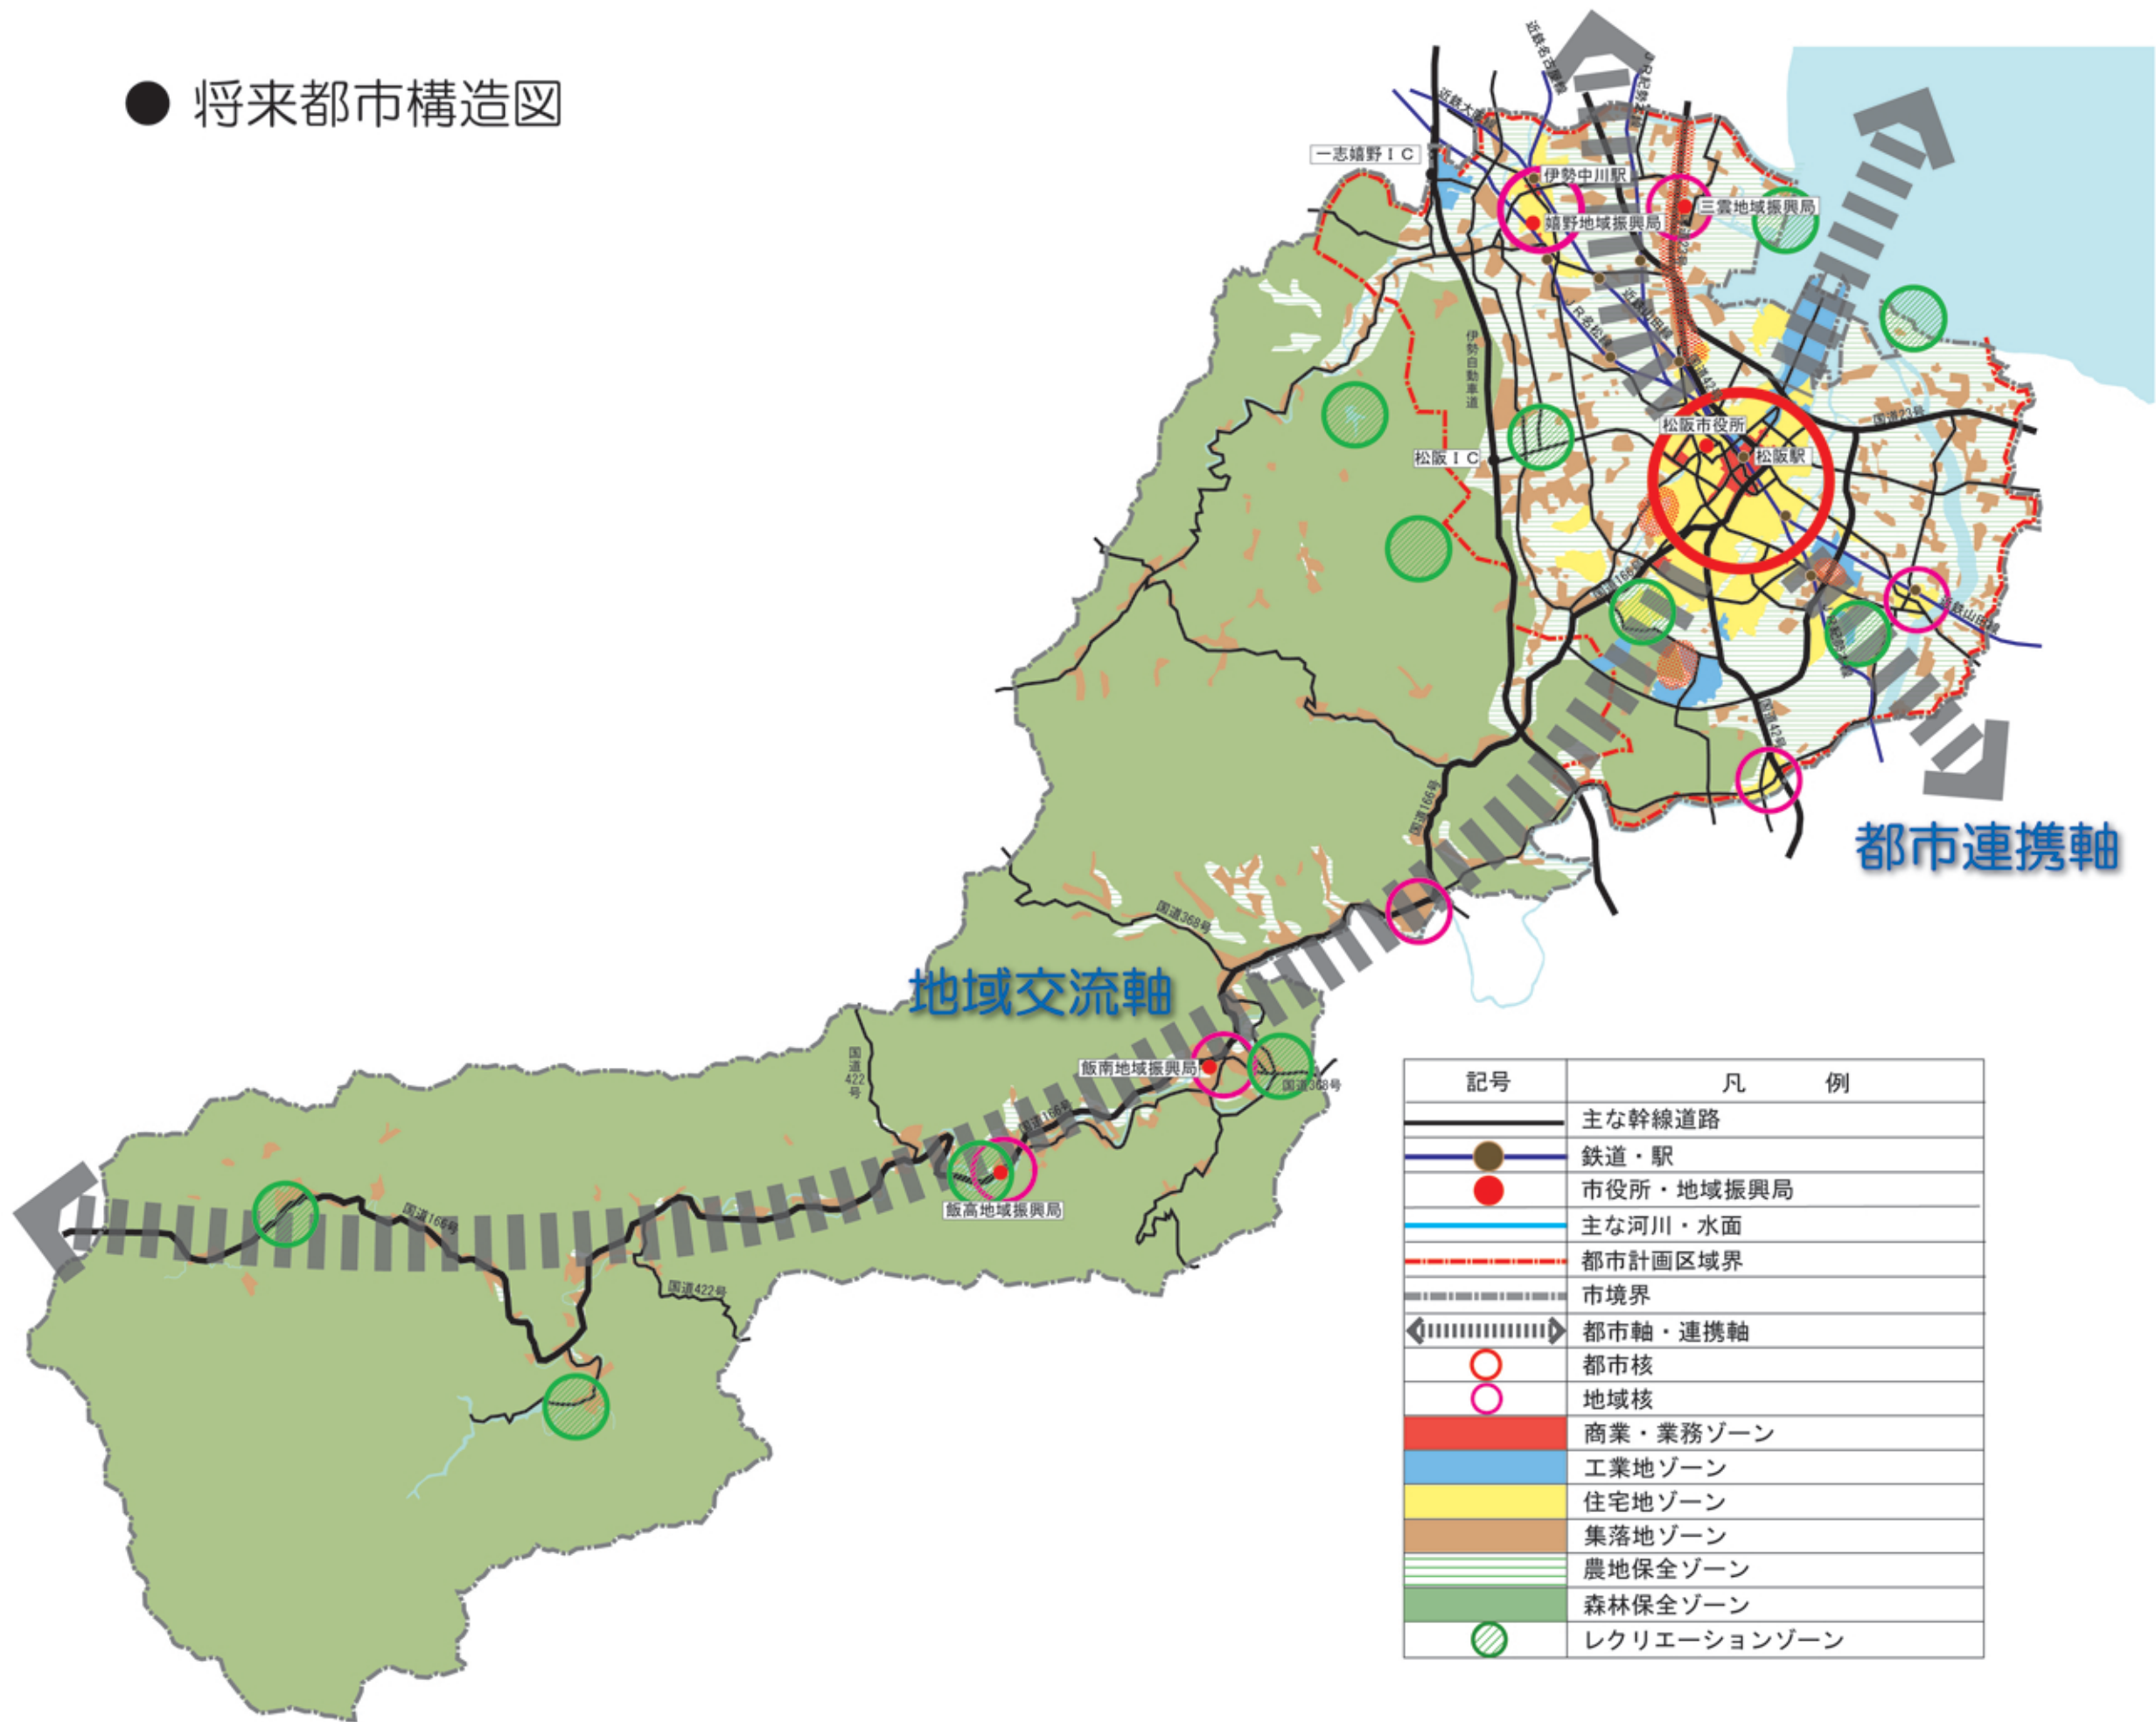 ● 将来都市構造図
近鉄名古屋線
近鉄大阪線
一志嬉野ＩＣ
伊勢中川駅
嬉野地域振興局
三雲地域振興局
ＪＲ名松線
近鉄山田線
伊勢自動車道
国道42号
国道23号
松阪市役所
松阪駅
松阪ＩＣ
国道166号
近鉄山田線
国道42号
都市連携軸
国道166号
国道368号
地域交流軸
国道422号
飯南地域振興局
国道368号
国道166号
飯高地域振興局
国道166号
国道422号
記号 凡例
主な幹線道路
鉄道・駅
市役所・地域振興局
主な河川・水面
都市計画区域界
市境界
都市軸・連携軸
都市核
地域核
商業・業務ゾーン
工業地ゾーン
住宅地ゾーン
集落地ゾーン
農地保全ゾーン
森林保全ゾーン
レクリエーションゾーン